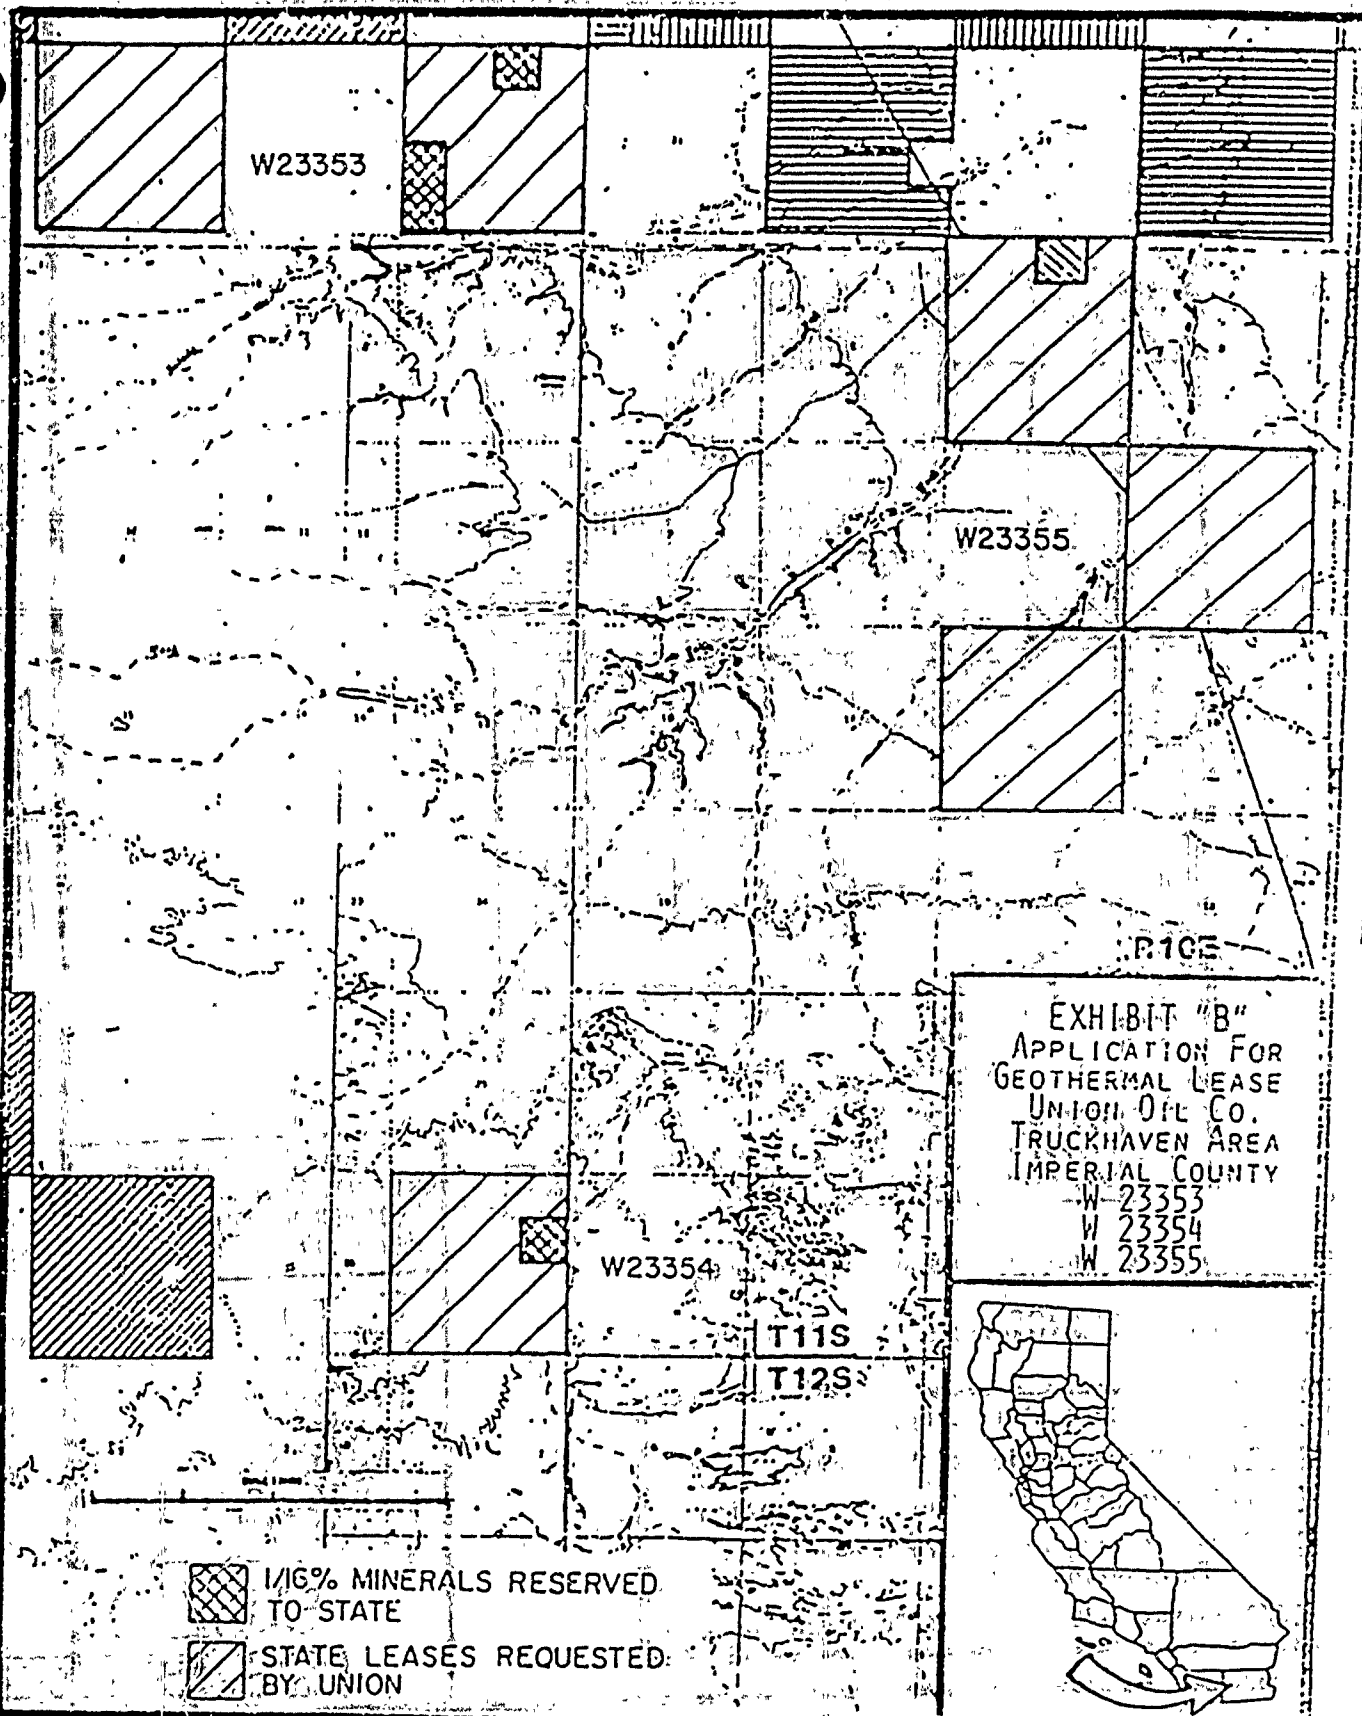 W23353
W23355
R.10E
EXHIBIT "B"
APPLICATION FOR
GEOTHERMAL LEASE
UNION OIL CO.
TRUCKHAVEN AREA
IMPERIAL COUNTY
W 23353
W 23354
W 23355
W23354
T11S
T12S
1/16% MINERALS RESERVED
TO STATE
STATE LEASES REQUESTED
BY UNION